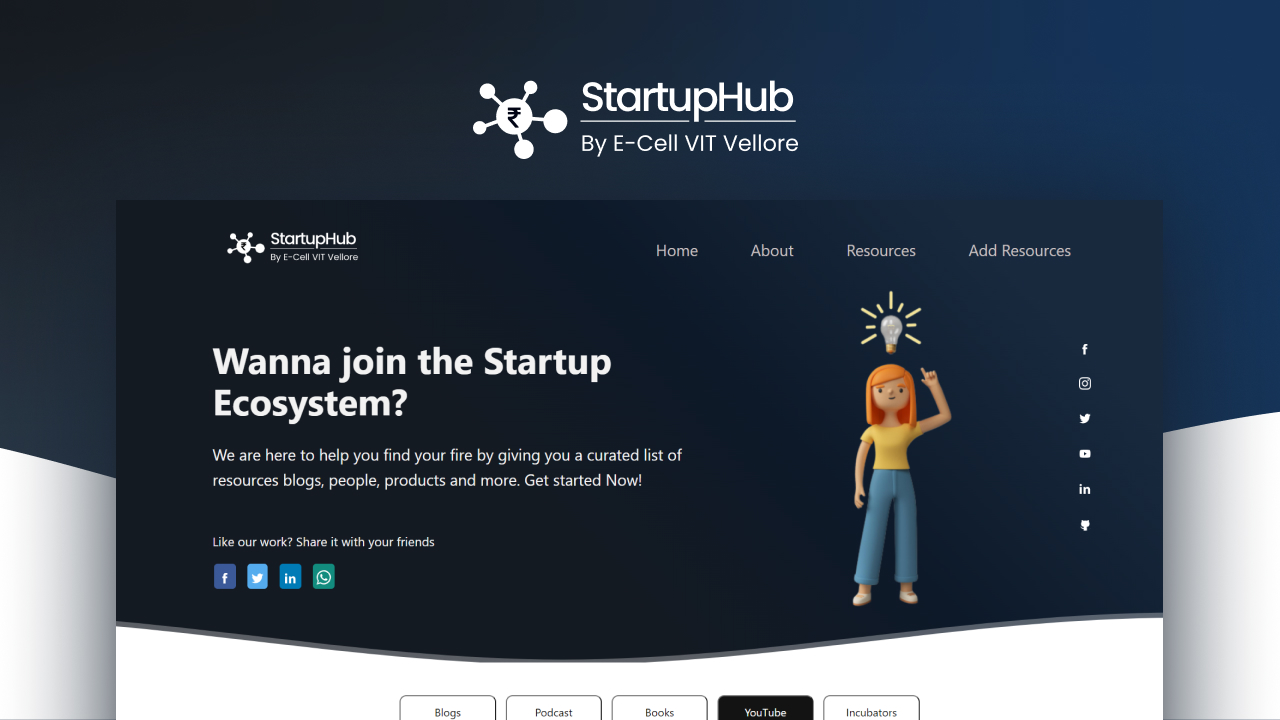 StartupHub
By E-Cell VIT Vellore
StartupHub
By E-Cell VIT Vellore
Home About Resources Add Resources
Wanna join the Startup
Ecosystem?
We are here to help you find your fire by giving you a curated list of
resources blogs, people, products and more. Get started Now!
Like our work? Share it with your friends
Blogs Podcast Books YouTube Incubators